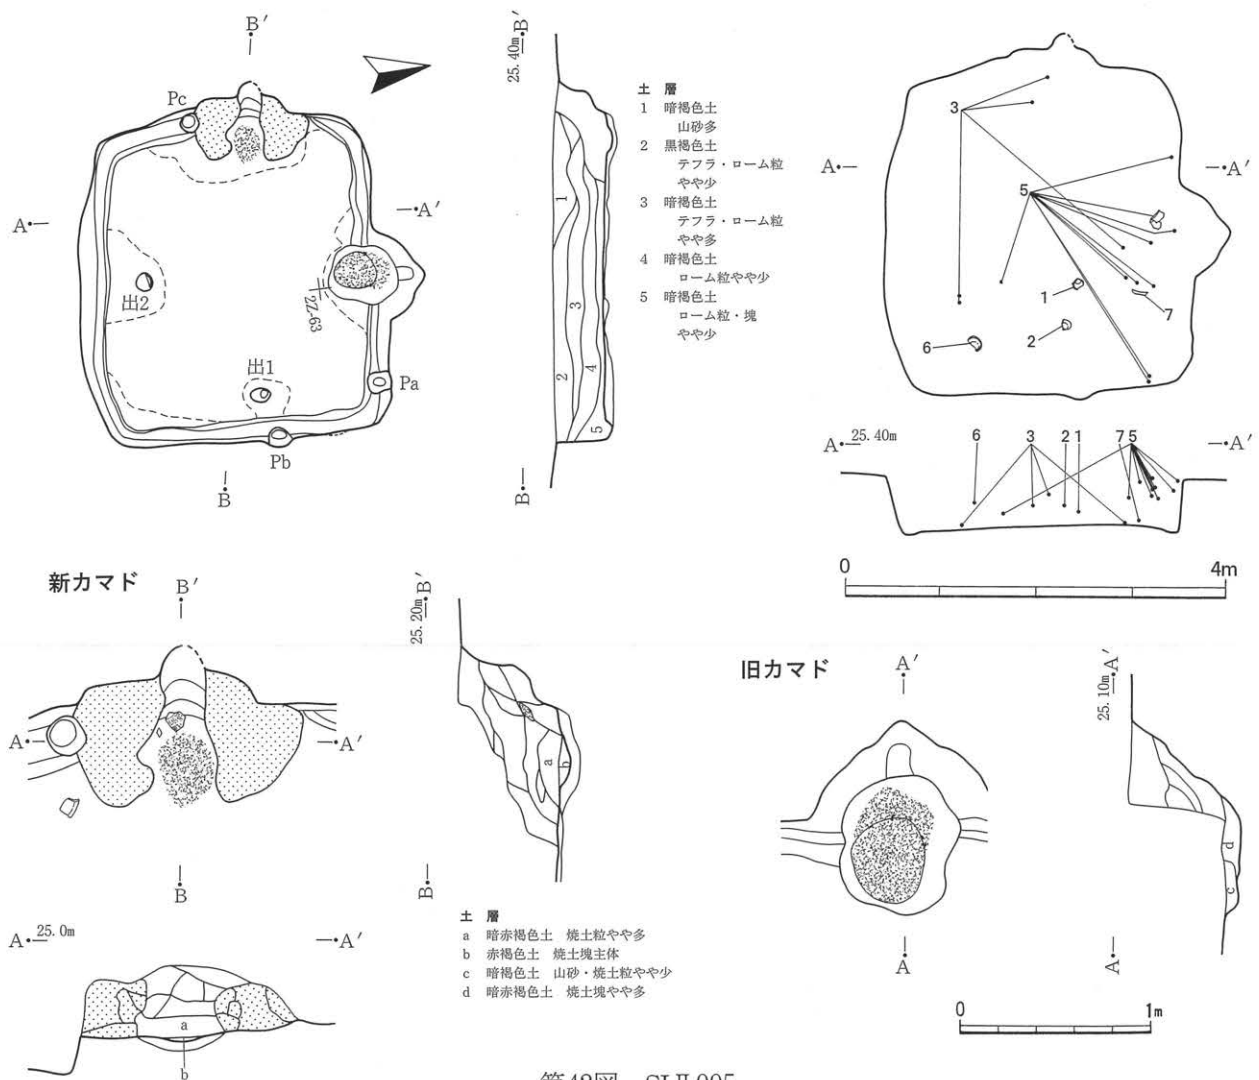 B′
Pc
A
A′
出2
2Z-63
出1
Pa
Pb
B
25.40m
B′
1
2
3
4
5
B
土　層
1　暗褐色土
山砂多
2　黒褐色土
テフラ・ローム粒
やや少
3　暗褐色土
テフラ・ローム粒
やや多
4　暗褐色土
ローム粒やや少
5　暗褐色土
ローム粒・塊
やや少
3
A
A′
5
1
7
6
2
A
25.40m
6
3
2
1
7
5
A′
0
4m
新カマド
B′
A
A′
B
25.20m
B′
a
b
B
旧カマド
A′
A
25.10m
A′
d
c
A
土　層
a　暗赤褐色土　焼土粒やや多
b　赤褐色土　焼土塊主体
c　暗褐色土　山砂・焼土粒やや少
d　暗赤褐色土　焼土塊やや多
A
25.0m
A′
a
b
0
1m